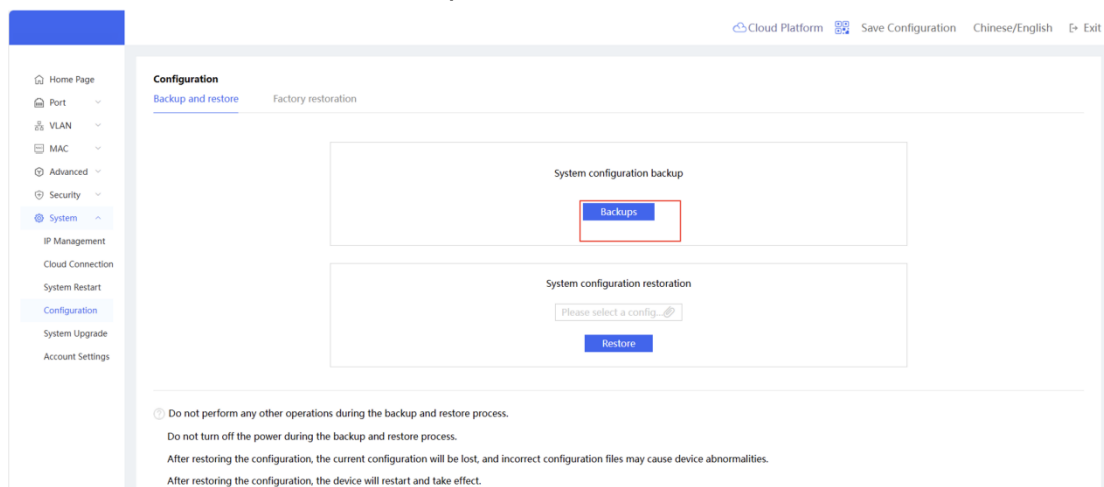 Cloud Platform Save Configuration Chinese/English Exit
Home Page
Port
VLAN
MAC
Advanced
Security
System
IP Management
Cloud Connection
System Restart
Configuration
System Upgrade
Account Settings
Configuration
Backup and restore Factory restoration
System configuration backup
Backups
System configuration restoration
Please select a config...
Restore
Do not perform any other operations during the backup and restore process.
Do not turn off the power during the backup and restore process.
After restoring the configuration, the current configuration will be lost, and incorrect configuration files may cause device abnormalities.
After restoring the configuration, the device will restart and take effect.